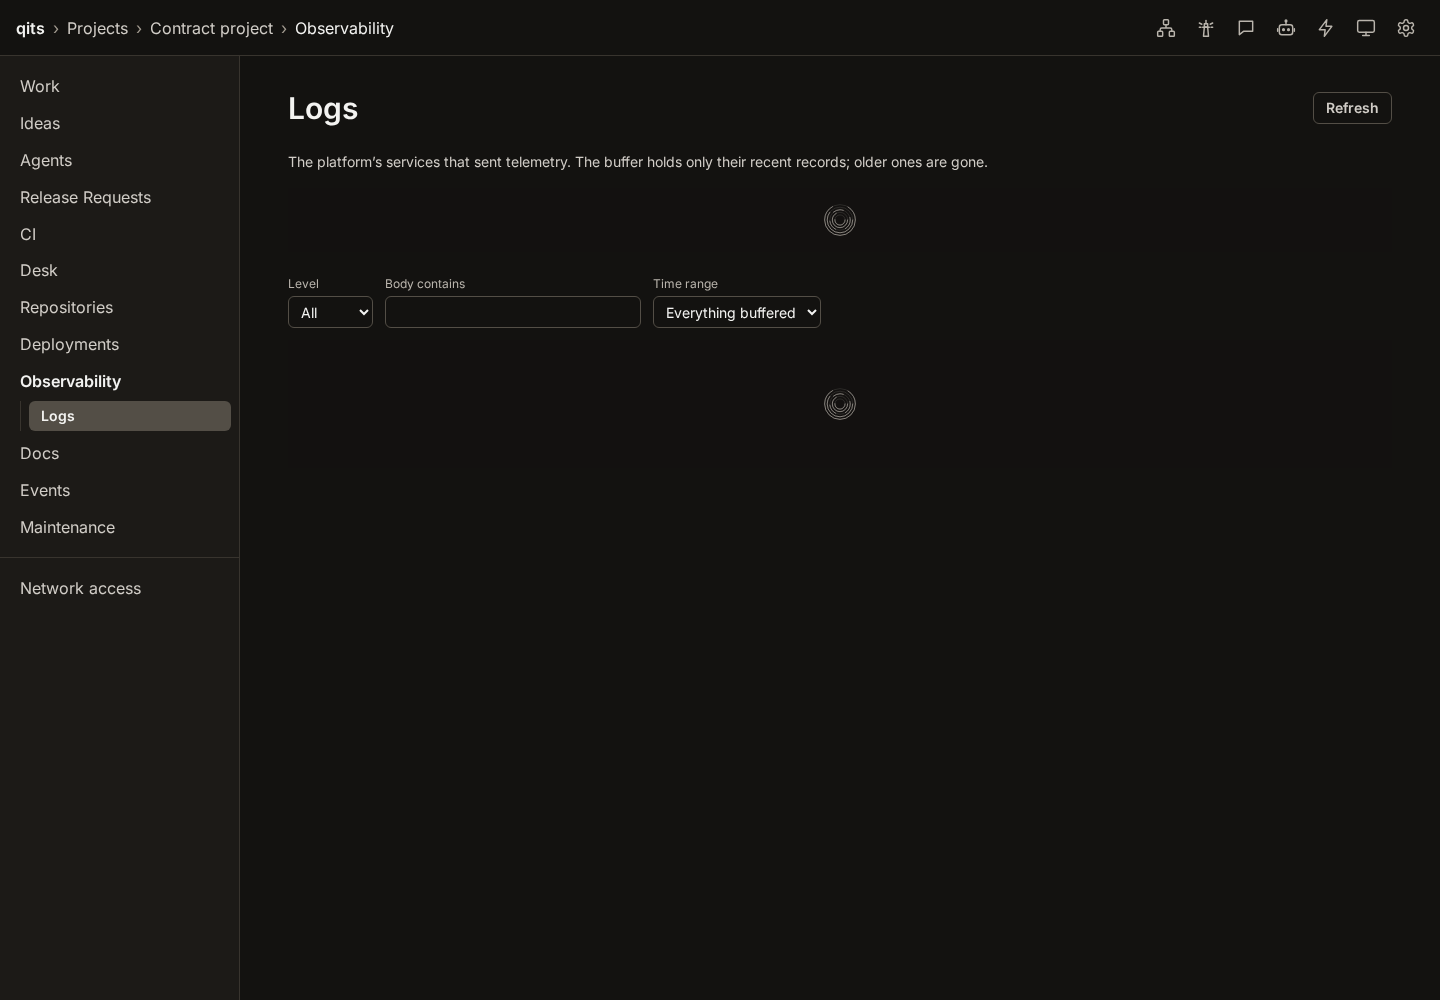 qits › Projects › Contract project › Observability
Work
Ideas
Agents
Release Requests
CI
Desk
Repositories
Deployments
Observability
Logs
Docs
Events
Maintenance
Network access
Logs
Refresh
The platform’s services that sent telemetry. The buffer holds only their recent records; older ones are gone.
Level Body contains Time range
All Everything buffered